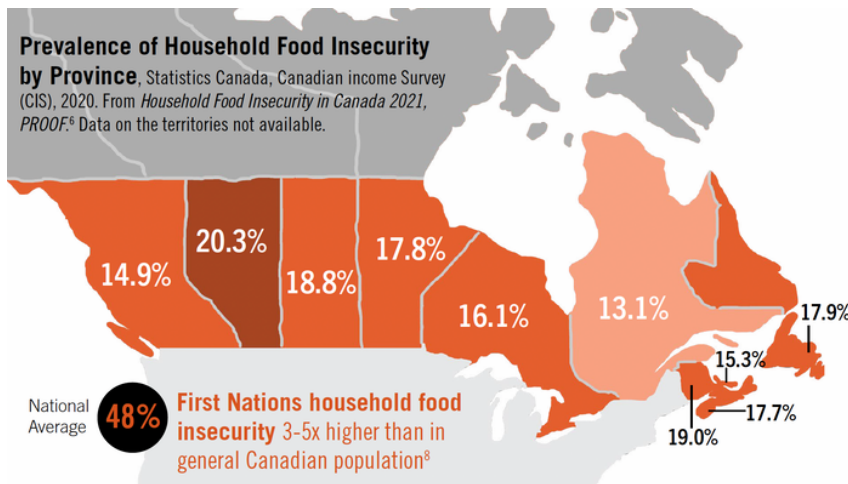 Prevalence of Household Food Insecurity
by Province, Statistics Canada, Canadian income Survey
(CIS), 2020. From Household Food Insecurity in Canada 2021,
PROOF.⁶ Data on the territories not available.
14.9%
20.3%
18.8%
17.8%
16.1%
13.1%
17.9%
15.3%
17.7%
19.0%
National
Average
48%
First Nations household food
insecurity 3-5x higher than in
general Canadian population⁸